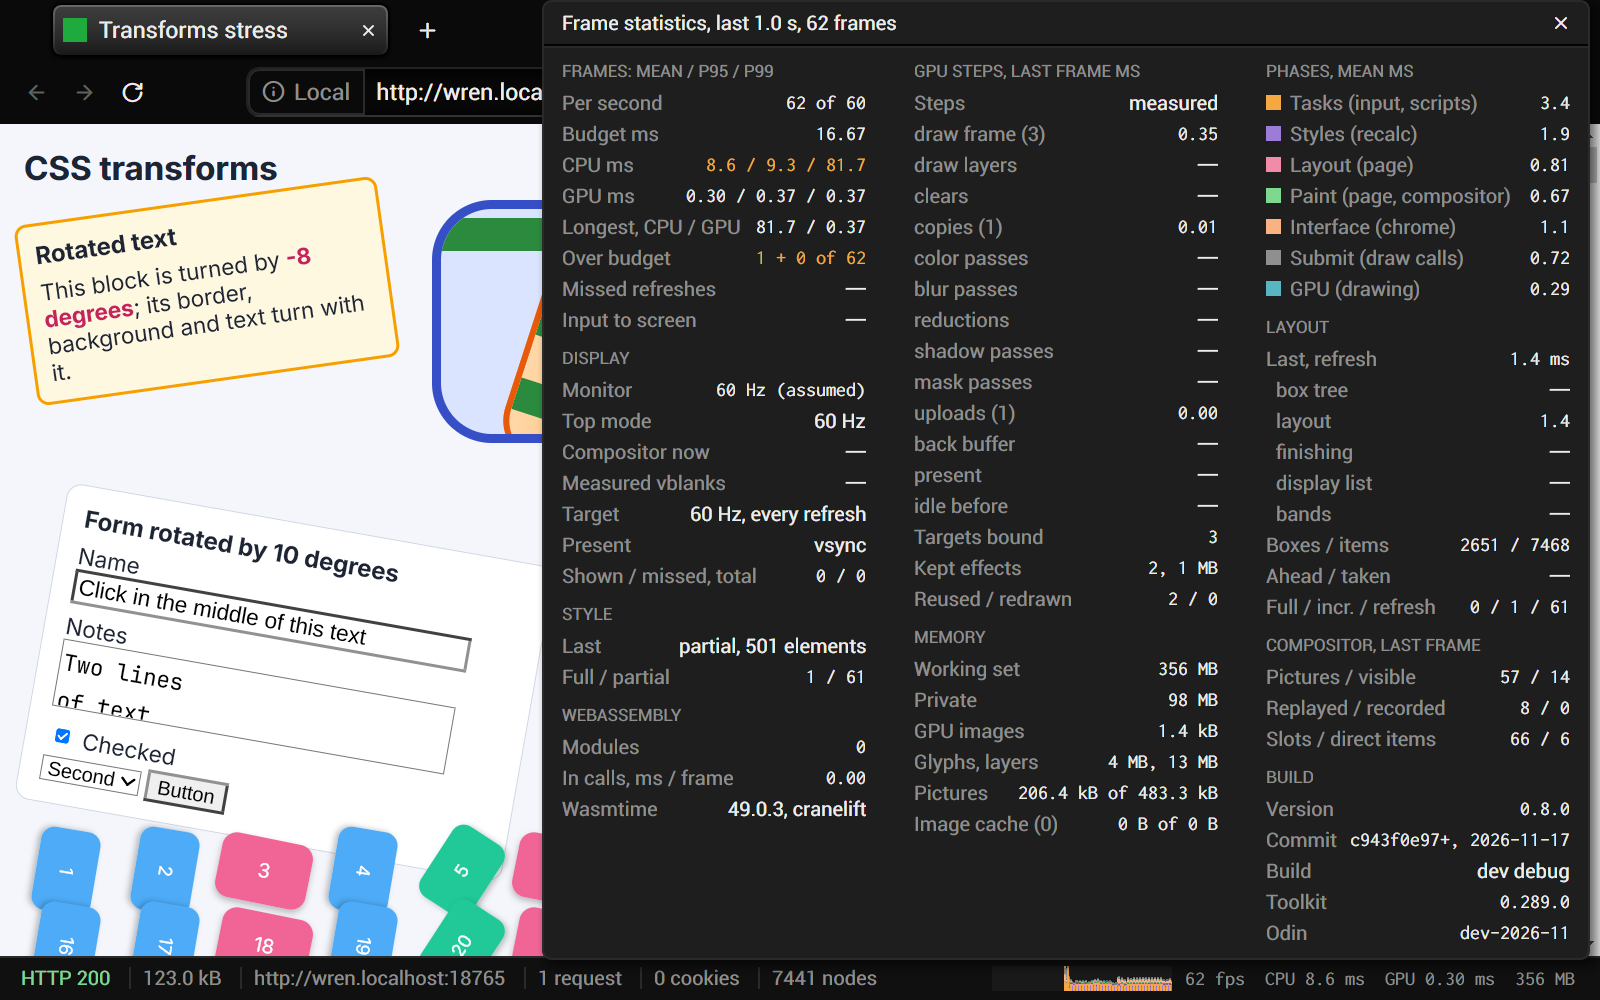 Transforms stress
Local
http://wren.loca
CSS transforms
Rotated text
This block is turned by -8
degrees; its border,
background and text turn with
it.
Form rotated by 10 degrees
Name
Click in the middle of this text
Notes
Two lines
of text
Checked
Second
Button
1
2
3
4
5
16
17
18
19
20
Frame statistics, last 1.0 s, 62 frames
FRAMES: MEAN / P95 / P99
Per second 62 of 60
Budget ms 16.67
CPU ms 8.6 / 9.3 / 81.7
GPU ms 0.30 / 0.37 / 0.37
Longest, CPU / GPU 81.7 / 0.37
Over budget 1 + 0 of 62
Missed refreshes —
Input to screen —
DISPLAY
Monitor 60 Hz (assumed)
Top mode 60 Hz
Compositor now —
Measured vblanks —
Target 60 Hz, every refresh
Present vsync
Shown / missed, total 0 / 0
STYLE
Last partial, 501 elements
Full / partial 1 / 61
WEBASSEMBLY
Modules 0
In calls, ms / frame 0.00
Wasmtime 49.0.3, cranelift
GPU STEPS, LAST FRAME MS
Steps measured
draw frame (3) 0.35
draw layers —
clears —
copies (1) 0.01
color passes —
blur passes —
reductions —
shadow passes —
mask passes —
uploads (1) 0.00
back buffer —
present —
idle before —
Targets bound 3
Kept effects 2, 1 MB
Reused / redrawn 2 / 0
MEMORY
Working set 356 MB
Private 98 MB
GPU images 1.4 kB
Glyphs, layers 4 MB, 13 MB
Pictures 206.4 kB of 483.3 kB
Image cache (0) 0 B of 0 B
PHASES, MEAN MS
Tasks (input, scripts) 3.4
Styles (recalc) 1.9
Layout (page) 0.81
Paint (page, compositor) 0.67
Interface (chrome) 1.1
Submit (draw calls) 0.72
GPU (drawing) 0.29
LAYOUT
Last, refresh 1.4 ms
box tree —
layout 1.4
finishing —
display list —
bands —
Boxes / items 2651 / 7468
Ahead / taken —
Full / incr. / refresh 0 / 1 / 61
COMPOSITOR, LAST FRAME
Pictures / visible 57 / 14
Replayed / recorded 8 / 0
Slots / direct items 66 / 6
BUILD
Version 0.8.0
Commit c943f0e97+, 2026-11-17
Build dev debug
Toolkit 0.289.0
Odin dev-2026-11
HTTP 200
123.0 kB
http://wren.localhost:18765
1 request
0 cookies
7441 nodes
62 fps
CPU 8.6 ms
GPU 0.30 ms
356 MB